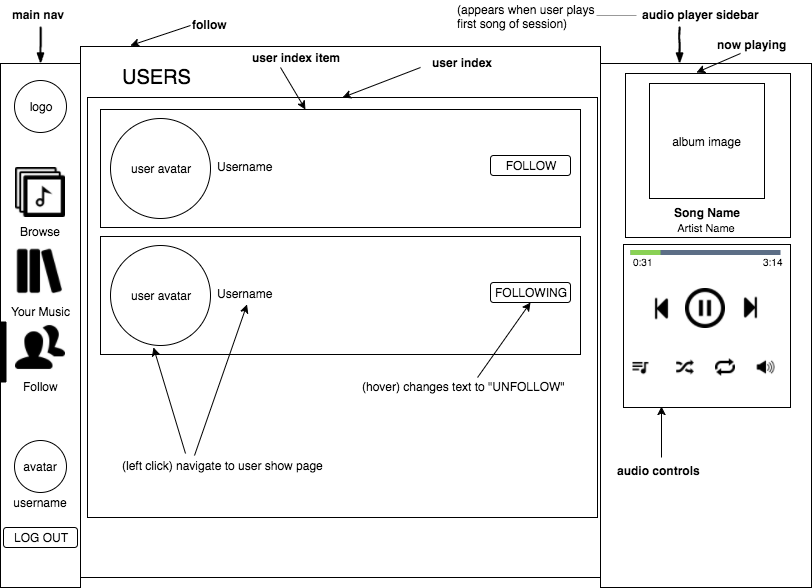 main nav
follow
(appears when user plays
first song of session)
audio player sidebar
now playing
user index item
user index
USERS
logo
user avatar
Username
FOLLOW
album image
Song Name
Artist Name
Browse
Your Music
Follow
user avatar
Username
FOLLOWING
0:31
3:14
(hover) changes text to "UNFOLLOW"
(left click) navigate to user show page
audio controls
avatar
username
LOG OUT